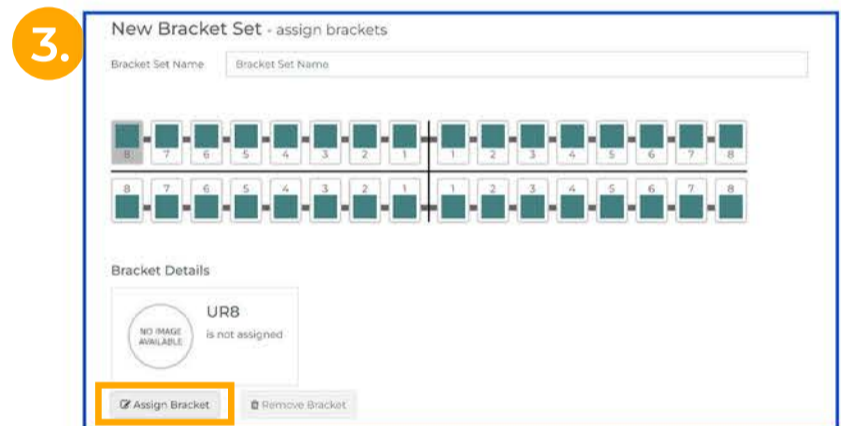 3.
New Bracket Set - assign brackets
Bracket Set Name Bracket Set Name
8 7 6 5 4 3 2 1 1 2 3 4 5 6 7 8
8 7 6 5 4 3 2 1 1 2 3 4 5 6 7 8
Bracket Details
UR8
NO IMAGE AVAILABLE is not assigned
Assign Bracket Remove Bracket